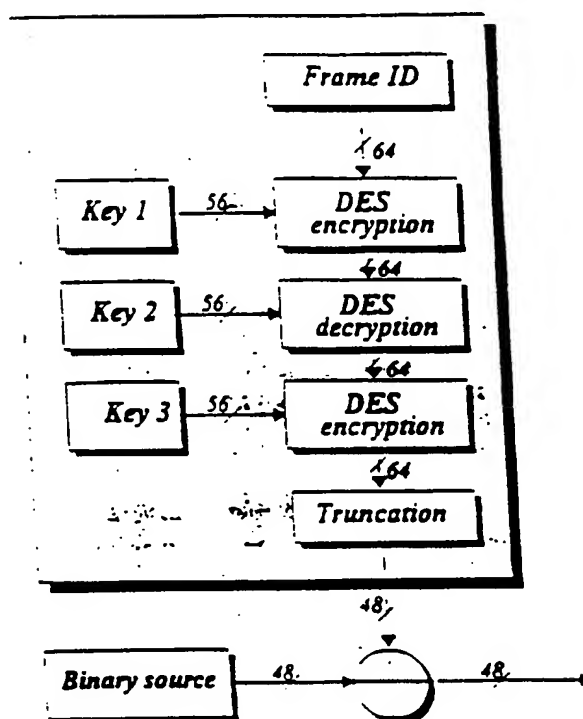 Frame ID
64
Key 1
56
DES
encryption
64
Key 2
56
DES
decryption
64
Key 3
56
DES
encryption
64
Truncation
48
Binary source
48
48